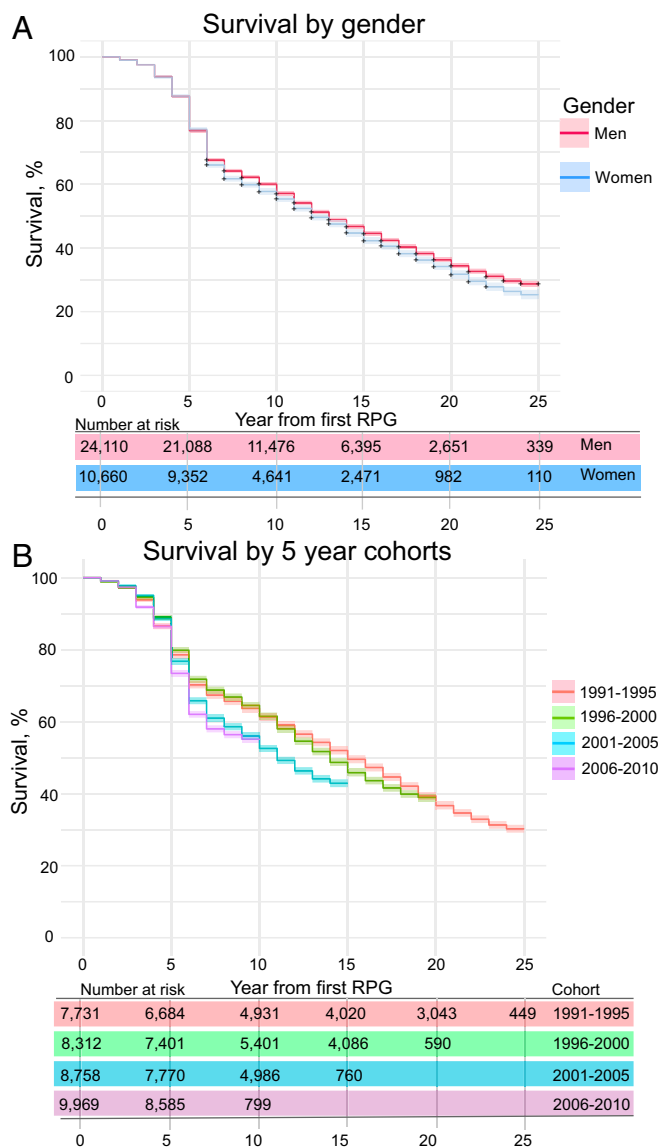 A
Survival by gender
100
80
60
40
20
0
Survival, %
Gender
Men
Women
0 5 10 15 20 25
Number at risk Year from first RPG
24,110 21,088 11,476 6,395 2,651 339 Men
10,660 9,352 4,641 2,471 982 110 Women
0 5 10 15 20 25
B
Survival by 5 year cohorts
100
80
60
40
20
0
Survival, %
1991-1995
1996-2000
2001-2005
2006-2010
0 5 10 15 20 25
Number at risk Year from first RPG Cohort
7,731 6,684 4,931 4,020 3,043 449 1991-1995
8,312 7,401 5,401 4,086 590 1996-2000
8,758 7,770 4,986 760 2001-2005
9,969 8,585 799 2006-2010
0 5 10 15 20 25